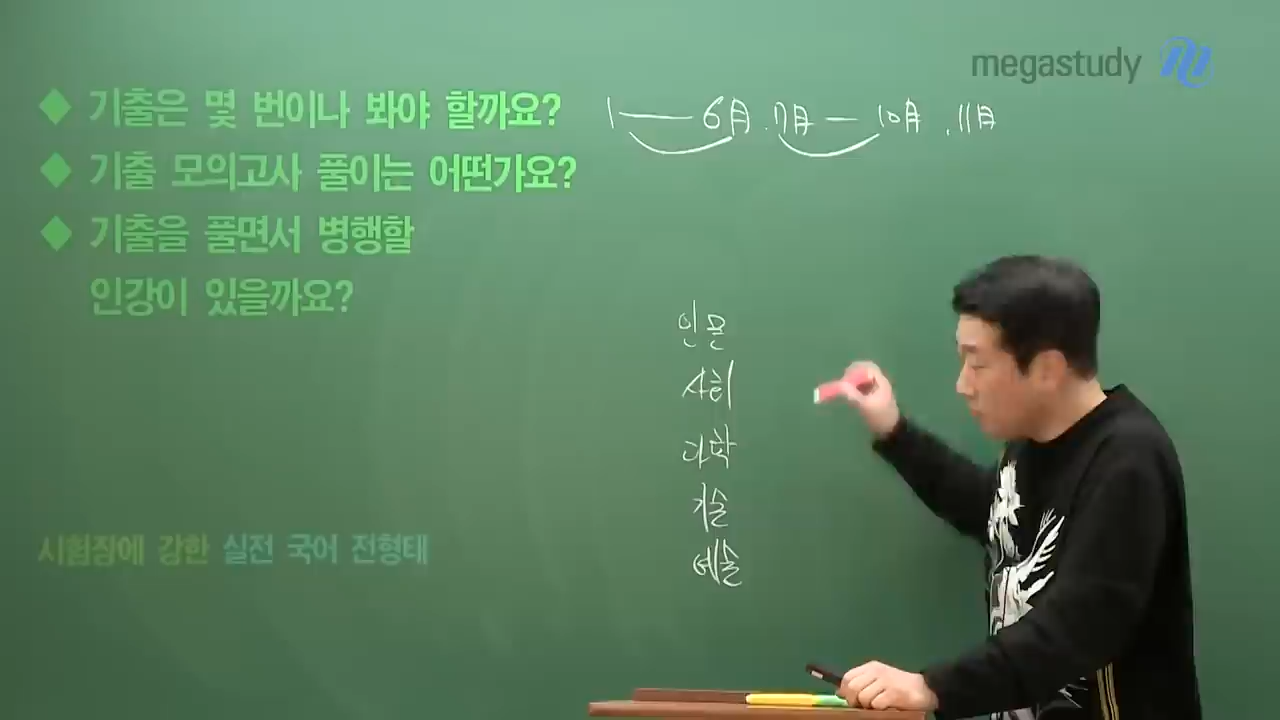 megastudy
◆ 기출은 몇 번이나 봐야 할까요?
1 — 6月 . 7月 — 10月 . 11月
◆ 기출 모의고사 풀이는 어떤가요?
◆ 기출을 풀면서 병행할
인강이 있을까요?
인문
사회
과학
기술
예술
시험장에 강한 실전 국어 전형태